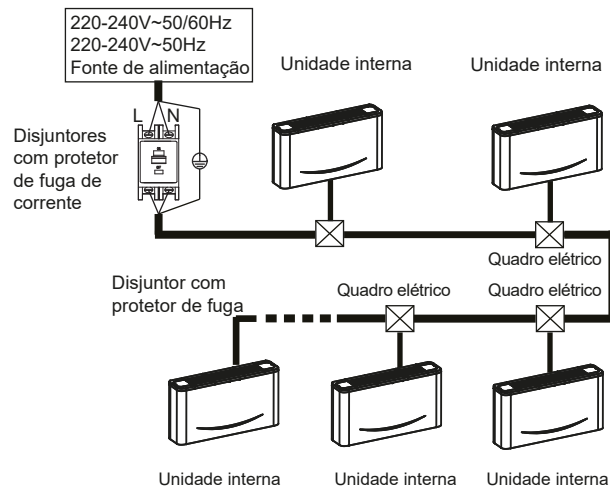 220-240V~50/60Hz
220-240V~50Hz
Fonte de alimentação
Unidade interna
Unidade interna
L N
Disjuntores
com protetor
de fuga de
corrente
Quadro elétrico
Disjuntor com
protetor de fuga
Quadro elétrico
Quadro elétrico
Unidade interna
Unidade interna
Unidade interna